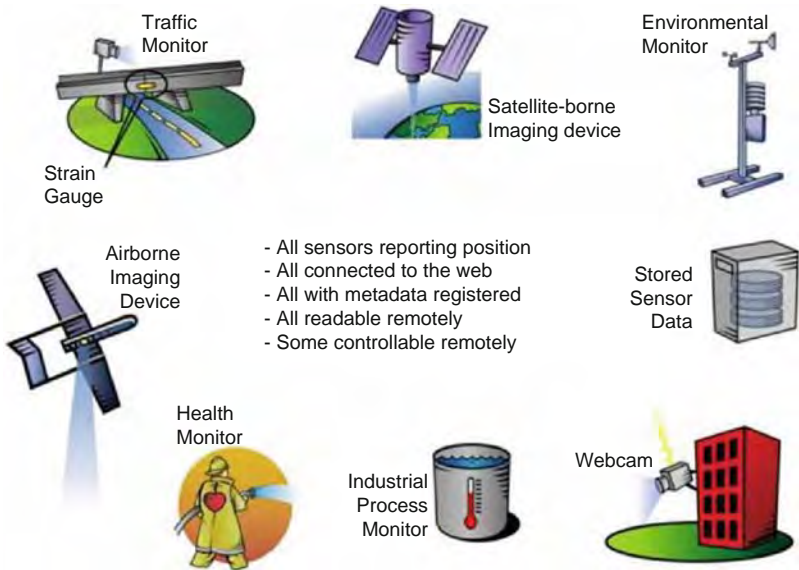 Traffic
Monitor
Satellite-borne
Imaging device
Environmental
Monitor
Strain
Gauge
Airborne
Imaging
Device
- All sensors reporting position
- All connected to the web
- All with metadata registered
- All readable remotely
- Some controllable remotely
Stored
Sensor
Data
Health
Monitor
Industrial
Process
Monitor
Webcam